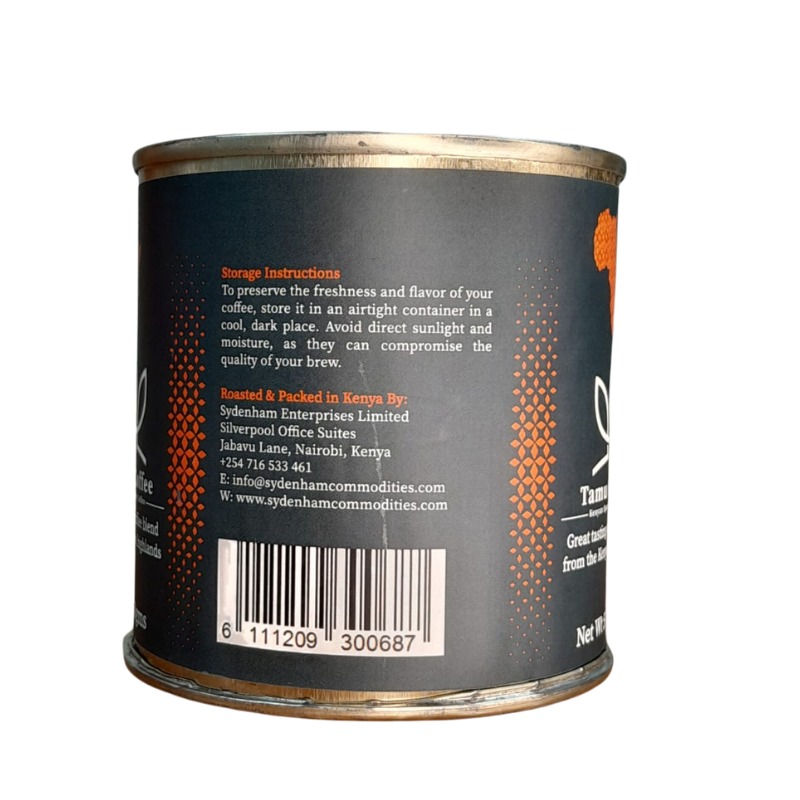 Storage Instructions
To preserve the freshness and flavor of your
coffee, store it in an airtight container in a
cool, dark place. Avoid direct sunlight and
moisture, as they can compromise the
quality of your brew.
Roasted & Packed in Kenya By:
Sydenham Enterprises Limited
Silverpool Office Suites
Jabavu Lane, Nairobi, Kenya
+254 716 533 461
E: info@sydenhamcommodities.com
W: www.sydenhamcommodities.com
6 111209 300687
blend
Tamu
Great
from the
Net